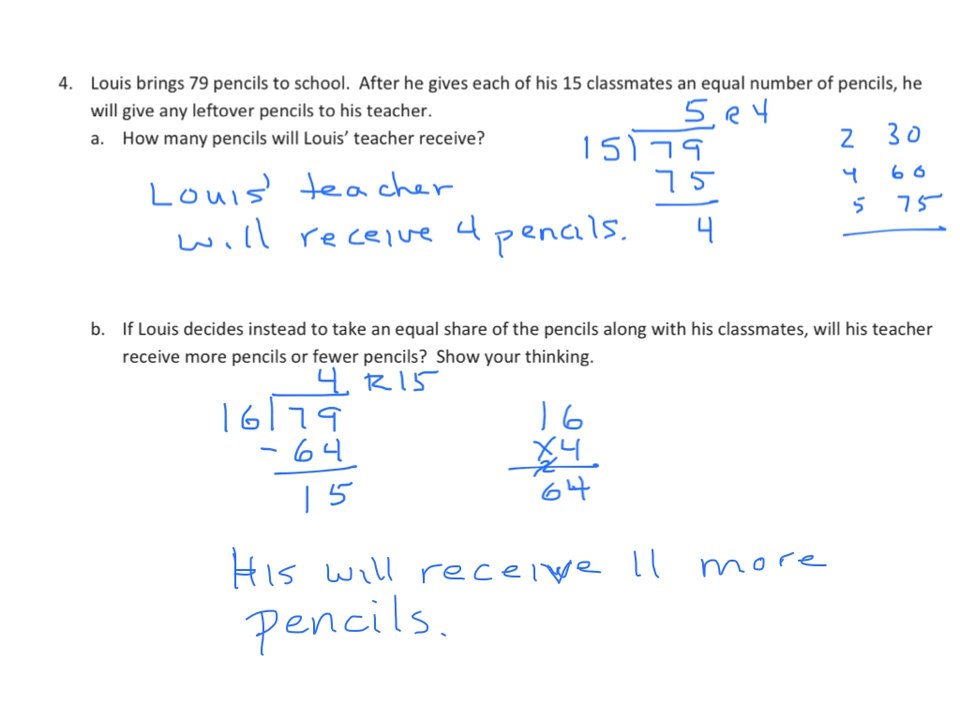 4. Louis brings 79 pencils to school. After he gives each of his 15 classmates an equal number of pencils, he
will give any leftover pencils to his teacher.
a. How many pencils will Louis' teacher receive?
5 R 4
15) 79
75
4
2 30
4 60
5 75
Louis' teacher
will receive 4 pencils.
b. If Louis decides instead to take an equal share of the pencils along with his classmates, will his teacher
receive more pencils or fewer pencils? Show your thinking.
4 R15
16) 79
- 64
15
16
x4
2
64
His will receive 11 more
pencils.